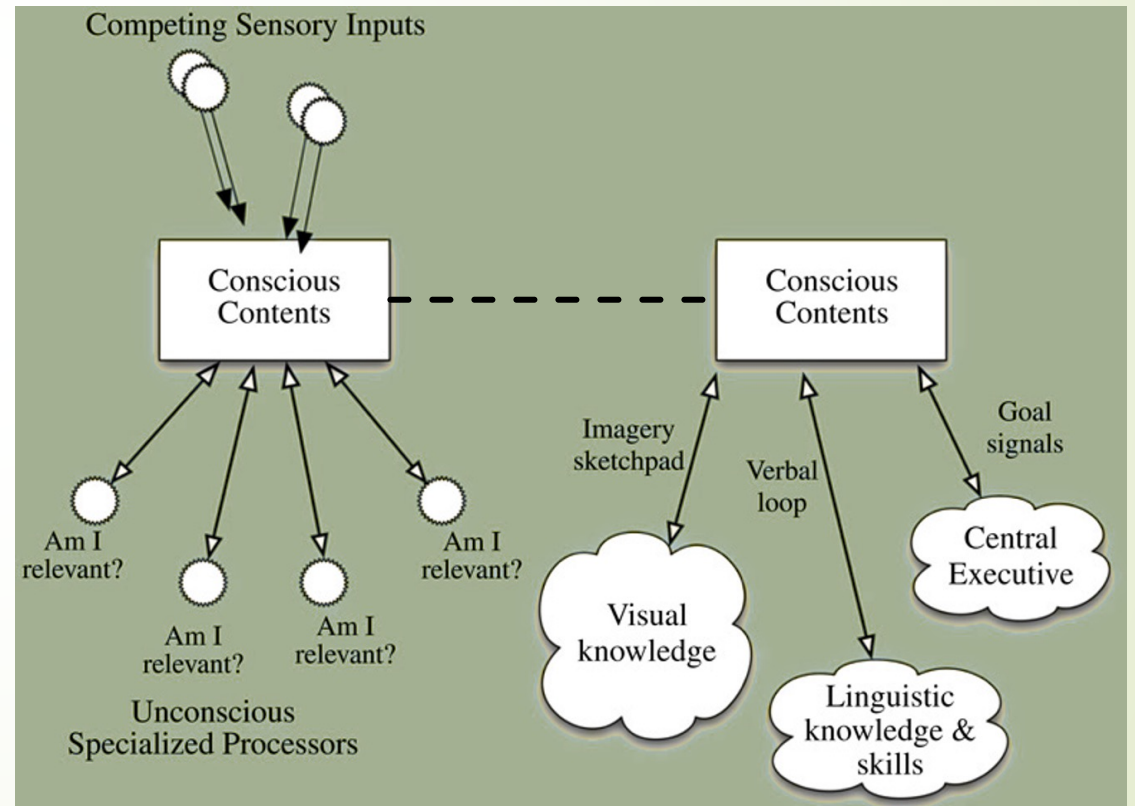 Competing Sensory Inputs
Conscious
Contents
Conscious
Contents
Am I
relevant?
Am I
relevant?
Am I
relevant?
Am I
relevant?
Unconscious
Specialized Processors
Imagery
sketchpad
Verbal
loop
Goal
signals
Visual
knowledge
Linguistic
knowledge &
skills
Central
Executive